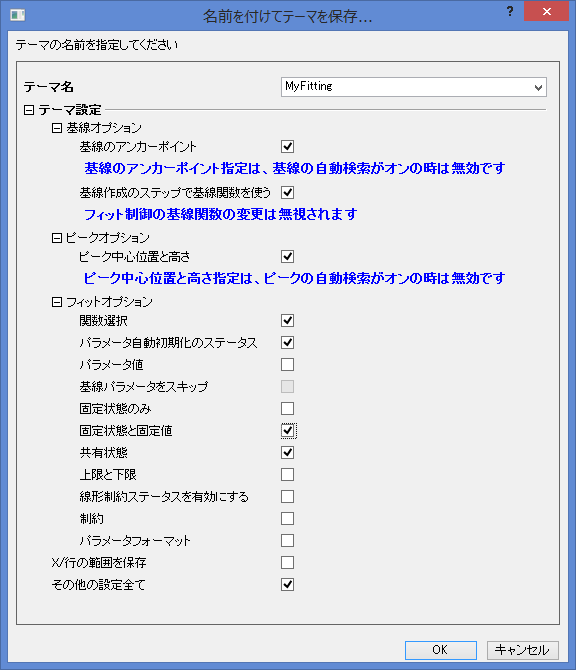 名前を付けてテーマを保存...
?
テーマの名前を指定してください
テーマ名 MyFitting
テーマ設定
基線オプション
基線のアンカーポイント
基線のアンカーポイント指定は、基線の自動検索がオンの時は無効です
基線作成のステップで基線関数を使う
フィット制御の基線関数の変更は無視されます
ピークオプション
ピーク中心位置と高さ
ピーク中心位置と高さ指定は、ピークの自動検索がオンの時は無効です
フィットオプション
関数選択
パラメータ自動初期化のステータス
パラメータ値
基線パラメータをスキップ
固定状態のみ
固定状態と固定値
共有状態
上限と下限
線形制約ステータスを有効にする
制約
パラメータフォーマット
X/行の範囲を保存
その他の設定全て
OK キャンセル